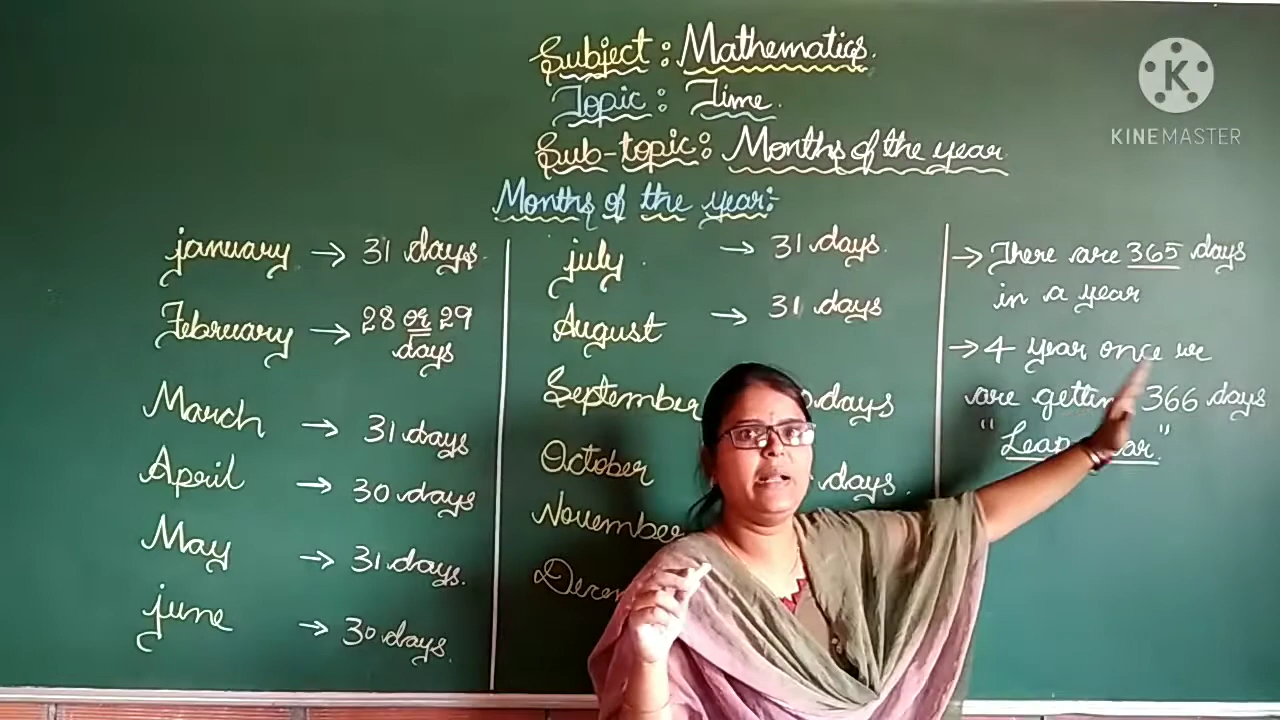 Subject: Mathematics.
Topic: Time.
Sub-topic: Months of the year
Months of the year:-
january → 31 days.
February → 28 or 29
days
March → 31 days
April → 30 days
May → 31 days.
june → 30 days.
july → 31 days.
August → 31 days
September days
October days.
November
→ There are 365 days
in a year
→ 4 year once we
are getting 366 days
"Leap
KINEMASTER